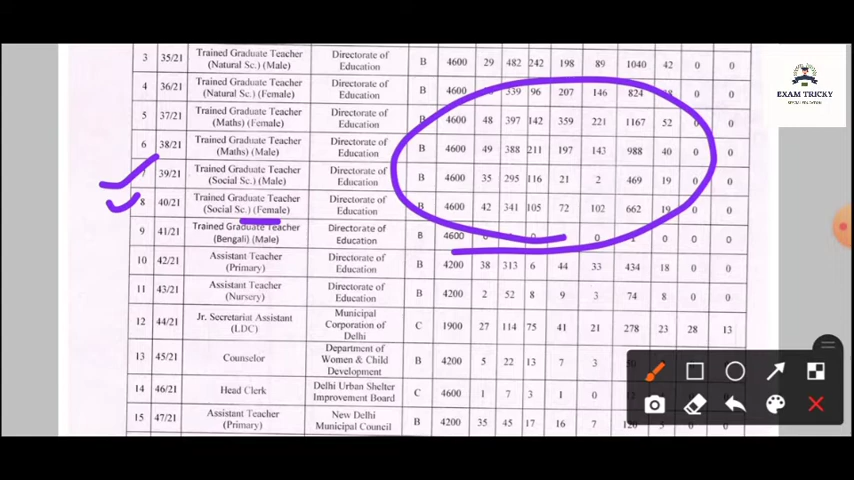 3 35/21 Trained Graduate Teacher (Natural Sc.) (Male) Directorate of Education B 4600 29 482 242 198 89 1040 42 0 0
4 36/21 Trained Graduate Teacher (Natural Sc.) (Female) Directorate of Education B 4600 339 96 207 146 824 0 0
5 37/21 Trained Graduate Teacher (Maths) (Female) Directorate of Education B 4600 48 397 142 359 221 1167 52 0 0
6 38/21 Trained Graduate Teacher (Maths) (Male) Directorate of Education B 4600 49 388 211 197 143 988 40 0 0
7 39/21 Trained Graduate Teacher (Social Sc.) (Male) Directorate of Education B 4600 35 295 116 21 2 469 19 0 0
8 40/21 Trained Graduate Teacher (Social Sc.) (Female) Directorate of Education B 4600 42 341 105 72 102 662 19 0 0
9 41/21 Trained Graduate Teacher (Bengali) (Male) Directorate of Education B 4600 0 0 1 0 0 0
10 42/21 Assistant Teacher (Primary) Directorate of Education B 4200 38 313 6 44 33 434 18 0 0
11 43/21 Assistant Teacher (Nursery) Directorate of Education B 4200 2 52 8 9 3 74 8 0 0
12 44/21 Jr. Secretariat Assistant (LDC) Municipal Corporation of Delhi C 1900 27 114 75 41 21 278 23 28 13
13 45/21 Counselor Department of Women & Child Development B 4200 5 22 13 7 3
14 46/21 Head Clerk Delhi Urban Shelter Improvement Board C 4600 1 7 3 1 0
15 47/21 Assistant Teacher (Primary) New Delhi Municipal Council B 4200 35 45 17 16 7
EXAM TRICKY